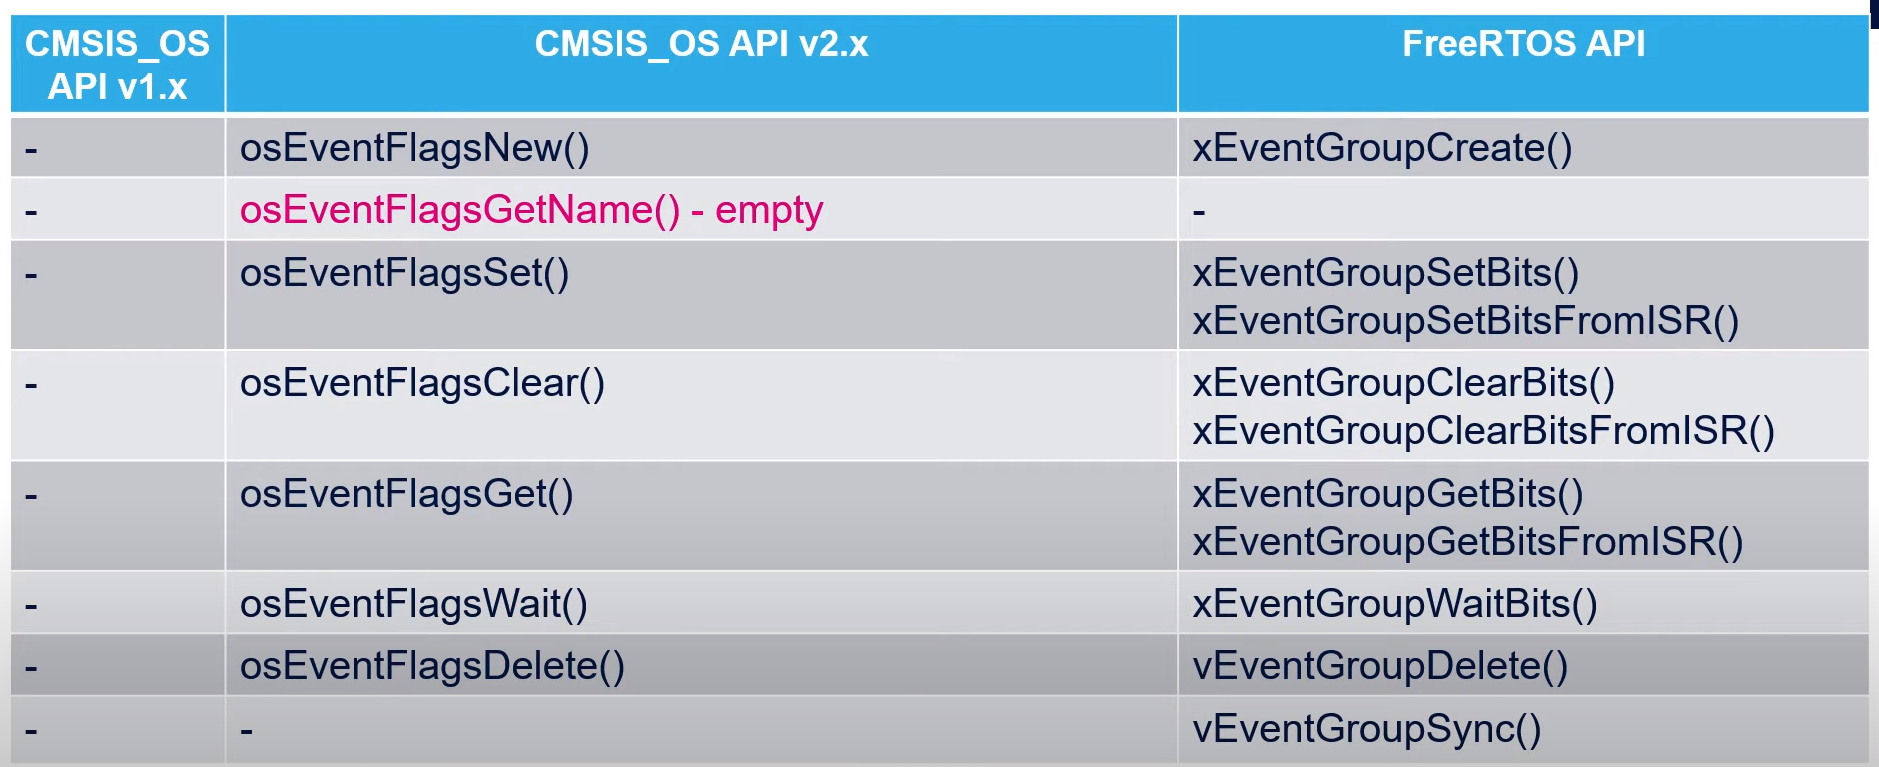 CMSIS_OS
API v1.x
CMSIS_OS API v2.x
FreeRTOS API
-
osEventFlagsNew()
xEventGroupCreate()
-
osEventFlagsGetName() - empty
-
-
osEventFlagsSet()
xEventGroupSetBits()
xEventGroupSetBitsFromISR()
-
osEventFlagsClear()
xEventGroupClearBits()
xEventGroupClearBitsFromISR()
-
osEventFlagsGet()
xEventGroupGetBits()
xEventGroupGetBitsFromISR()
-
osEventFlagsWait()
xEventGroupWaitBits()
-
osEventFlagsDelete()
vEventGroupDelete()
-
-
vEventGroupSync()